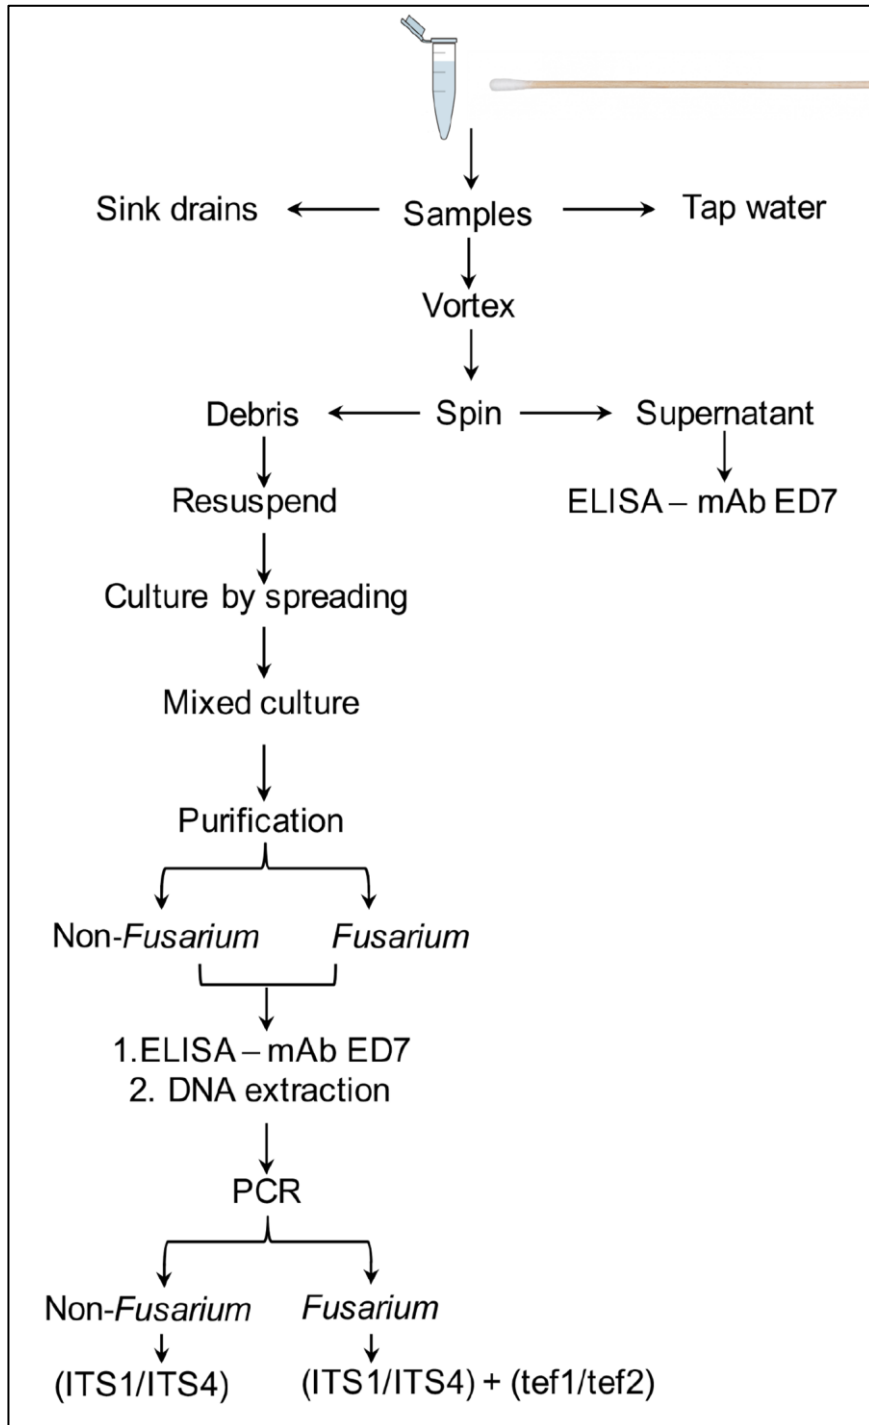 Sink drains Samples Tap water
Vortex
Debris Spin Supernatant
Resuspend ELISA – mAb ED7
Culture by spreading
Mixed culture
Purification
Non-Fusarium Fusarium
1.ELISA – mAb ED7
2. DNA extraction
PCR
Non-Fusarium Fusarium
(ITS1/ITS4) (ITS1/ITS4) + (tef1/tef2)